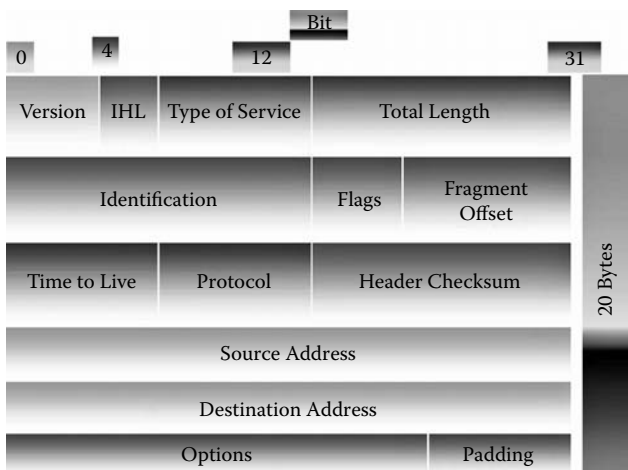 Bit
0 4 12 31
Version IHL Type of Service Total Length
Identification Flags Fragment
Offset
Time to Live Protocol Header Checksum
20 Bytes
Source Address
Destination Address
Options Padding